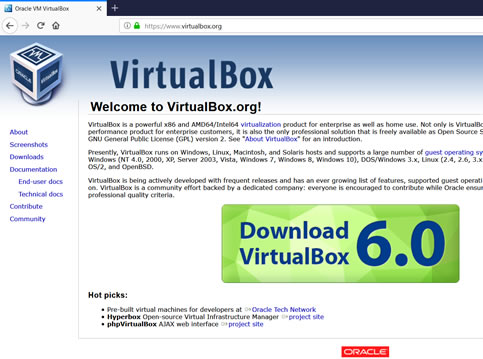 Oracle VM VirtualBox
https://www.virtualbox.org
VirtualBox
Welcome to VirtualBox.org!
VirtualBox is a powerful x86 and AMD64/Intel64 virtualization product for enterprise as well as home use. Not only is VirtualB
performance product for enterprise customers, it is also the only professional solution that is freely available as Open Source S
GNU General Public License (GPL) version 2. See "About VirtualBox" for an introduction.
Presently, VirtualBox runs on Windows, Linux, Macintosh, and Solaris hosts and supports a large number of guest operating sy
Windows (NT 4.0, 2000, XP, Server 2003, Vista, Windows 7, Windows 8, Windows 10), DOS/Windows 3.x, Linux (2.4, 2.6, 3.x
OS/2, and OpenBSD.
VirtualBox is being actively developed with frequent releases and has an ever growing list of features, supported guest operati
on. VirtualBox is a community effort backed by a dedicated company: everyone is encouraged to contribute while Oracle ensur
professional quality criteria.
About
Screenshots
Downloads
Documentation
End-user docs
Technical docs
Contribute
Community
Download
VirtualBox 6.0
Hot picks:
Pre-built virtual machines for developers at Oracle Tech Network
Hyperbox Open-source Virtual Infrastructure Manager project site
phpVirtualBox AJAX web interface project site
ORACLE